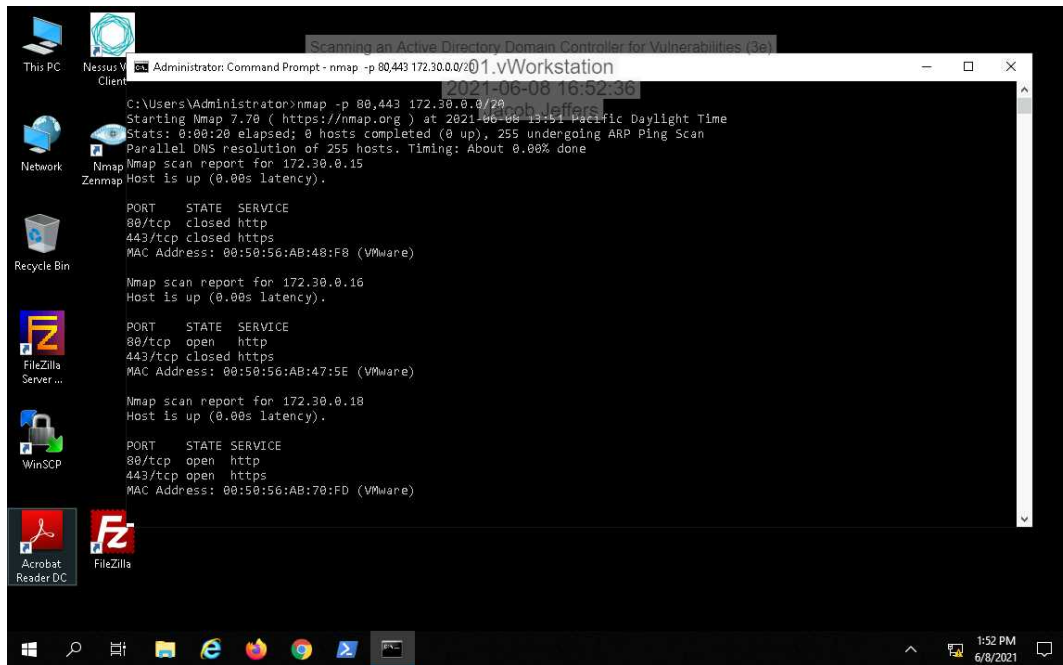 This PC
Nessus V
Client
Network
Nmap
Zenmap
Recycle Bin
FileZilla
Server ...
WinSCP
Acrobat
Reader DC
FileZilla
Scanning an Active Directory Domain Controller for Vulnerabilities (3e)
01.vWorkstation
2021-06-08 16:52:36
Jacob Jeffers
Administrator: Command Prompt - nmap -p 80,443 172.30.0.0/20
C:\Users\Administrator>nmap -p 80,443 172.30.0.0/20
Starting Nmap 7.70 ( https://nmap.org ) at 2021-06-08 13:51 Pacific Daylight Time
Stats: 0:00:20 elapsed; 0 hosts completed (0 up), 255 undergoing ARP Ping Scan
Parallel DNS resolution of 255 hosts. Timing: About 0.00% done
Nmap scan report for 172.30.0.15
Host is up (0.00s latency).
PORT STATE SERVICE
80/tcp closed http
443/tcp closed https
MAC Address: 00:50:56:AB:48:F8 (VMware)
Nmap scan report for 172.30.0.16
Host is up (0.00s latency).
PORT STATE SERVICE
80/tcp open http
443/tcp closed https
MAC Address: 00:50:56:AB:47:5E (VMware)
Nmap scan report for 172.30.0.18
Host is up (0.00s latency).
PORT STATE SERVICE
80/tcp open http
443/tcp open https
MAC Address: 00:50:56:AB:70:FD (VMware)
1:52 PM
6/8/2021